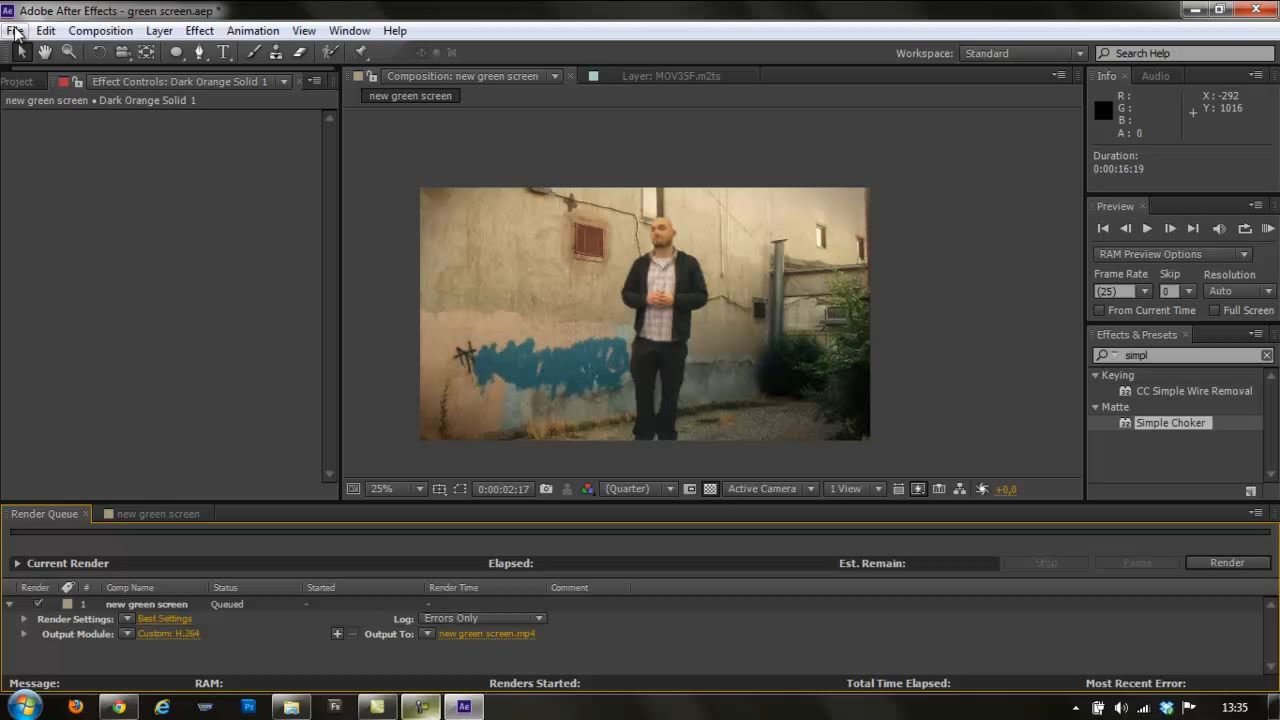 Adobe After Effects - green screen.aep *
File Edit Composition Layer Effect Animation View Window Help
Workspace: Standard Search Help
Project Effect Controls: Dark Orange Solid 1 Composition: new green screen Layer: MOV35F.m2ts Info Audio
new green screen • Dark Orange Solid 1
new green screen
R: X: -292
G: Y: 1016
B:
A: 0
Duration:
0:00:16:19
Preview
RAM Preview Options
Frame Rate Skip Resolution
(25) 0 Auto
From Current Time Full Screen
Effects & Presets
simpl
Keying
CC Simple Wire Removal
Matte
Simple Choker
25% 0:00:02:17 (Quarter) Active Camera 1 View +0,0
Render Queue new green screen
Current Render Elapsed: Est. Remain: Stop Pause Render
Render # Comp Name Status Started Render Time Comment
1 new green screen Queued - -
Render Settings: Best Settings Log: Errors Only
Output Module: Custom: H.264 Output To: new green screen.mp4
Message: RAM: Renders Started: Total Time Elapsed: Most Recent Error:
13:35